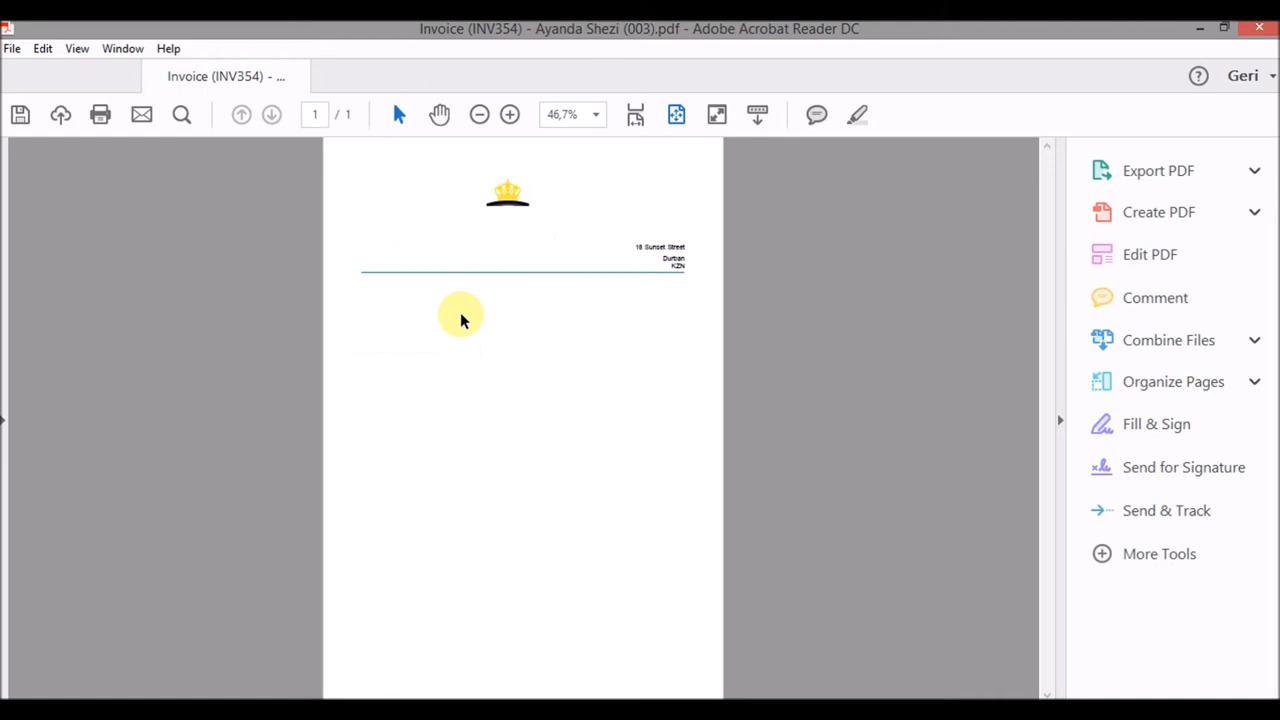 Invoice (INV354) - Ayanda Shezi (003).pdf - Adobe Acrobat Reader DC
File Edit View Window Help
Invoice (INV354) - ...
Geri
1 / 1
46,7%
18 Sunset Street
Durban
KZN
Export PDF
Create PDF
Edit PDF
Comment
Combine Files
Organize Pages
Fill & Sign
Send for Signature
Send & Track
More Tools